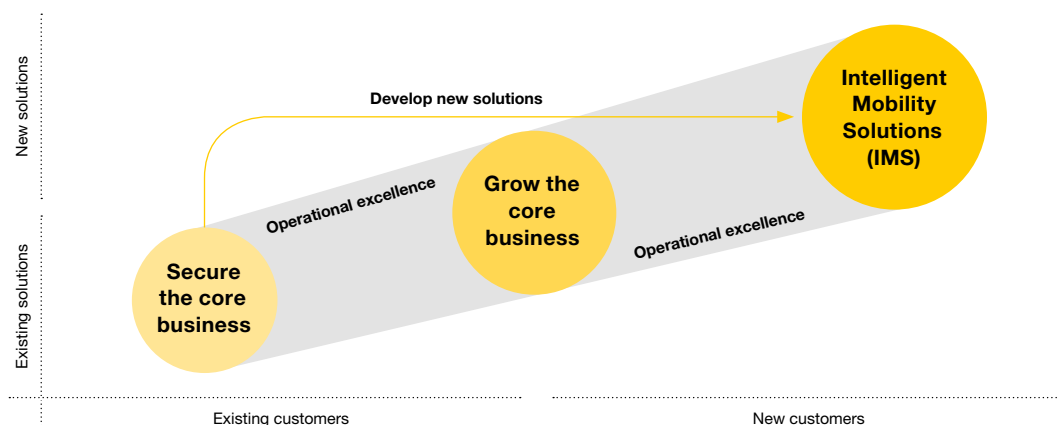 New solutions
Existing solutions
Develop new solutions
Intelligent
Mobility
Solutions
(IMS)
Operational excellence
Grow the
core
business
Operational excellence
Secure
the core
business
Existing customers
New customers